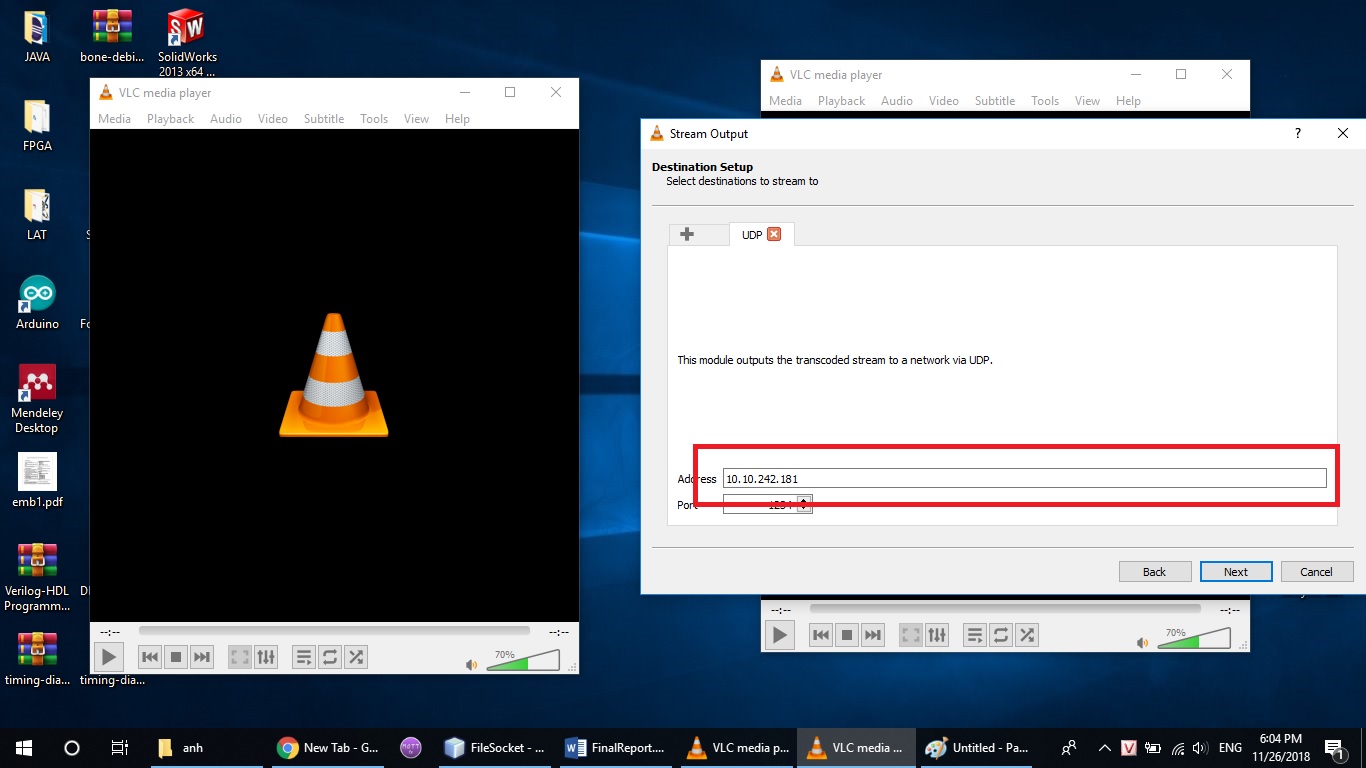 JAVA
bone-debi...
SolidWorks
2013 x64 ...
FPGA
LAT
S
Arduino
Fo
Mendeley
Desktop
emb1.pdf
Verilog-HDL
Programm...
timing-dia...
timing-dia...
VLC media player
Media Playback Audio Video Subtitle Tools View Help
--:-- --:--
70%
VLC media player
Media Playback Audio Video Subtitle Tools View Help
Stream Output ?
Destination Setup
Select destinations to stream to
UDP
This module outputs the transcoded stream to a network via UDP.
Address 10.10.242.181
Port
Back Next Cancel
--:-- --:--
70%
anh
New Tab - G...
FileSocket - ...
FinalReport....
VLC media p...
VLC media ...
Untitled - Pa...
ENG
6:04 PM
11/26/2018
1